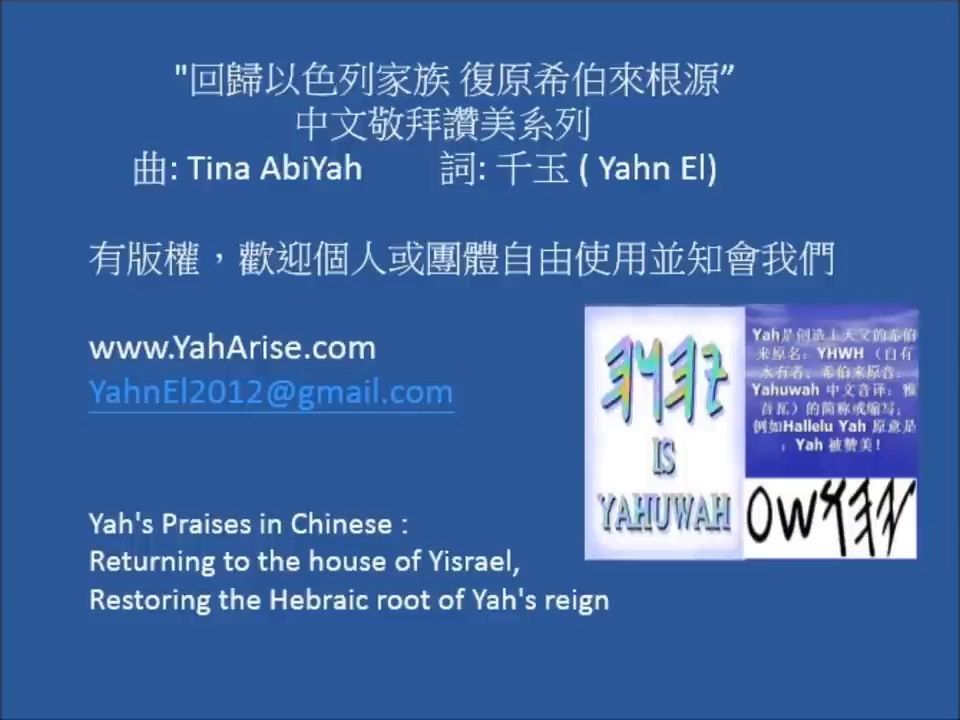 "回歸以色列家族 復原希伯來根源”
中文敬拜讚美系列
曲: Tina AbiYah 詞: 千玉 ( Yahn El)
有版權，歡迎個人或團體自由使用並知會我們
www.YahArise.com
YahnEl2012@gmail.com
𐤉𐤄𐤅𐤄
IS
YAHUWAH
Yah是创造上天父的希伯
来原名：YHWH （自有
永有者，希伯来原音：
Yahuwah 中文音译：雅
吾瓦）的简称或缩写，
例如Hallelu Yah 原意是
：Yah 被赞美！
Yah's Praises in Chinese :
Returning to the house of Yisrael,
Restoring the Hebraic root of Yah's reign